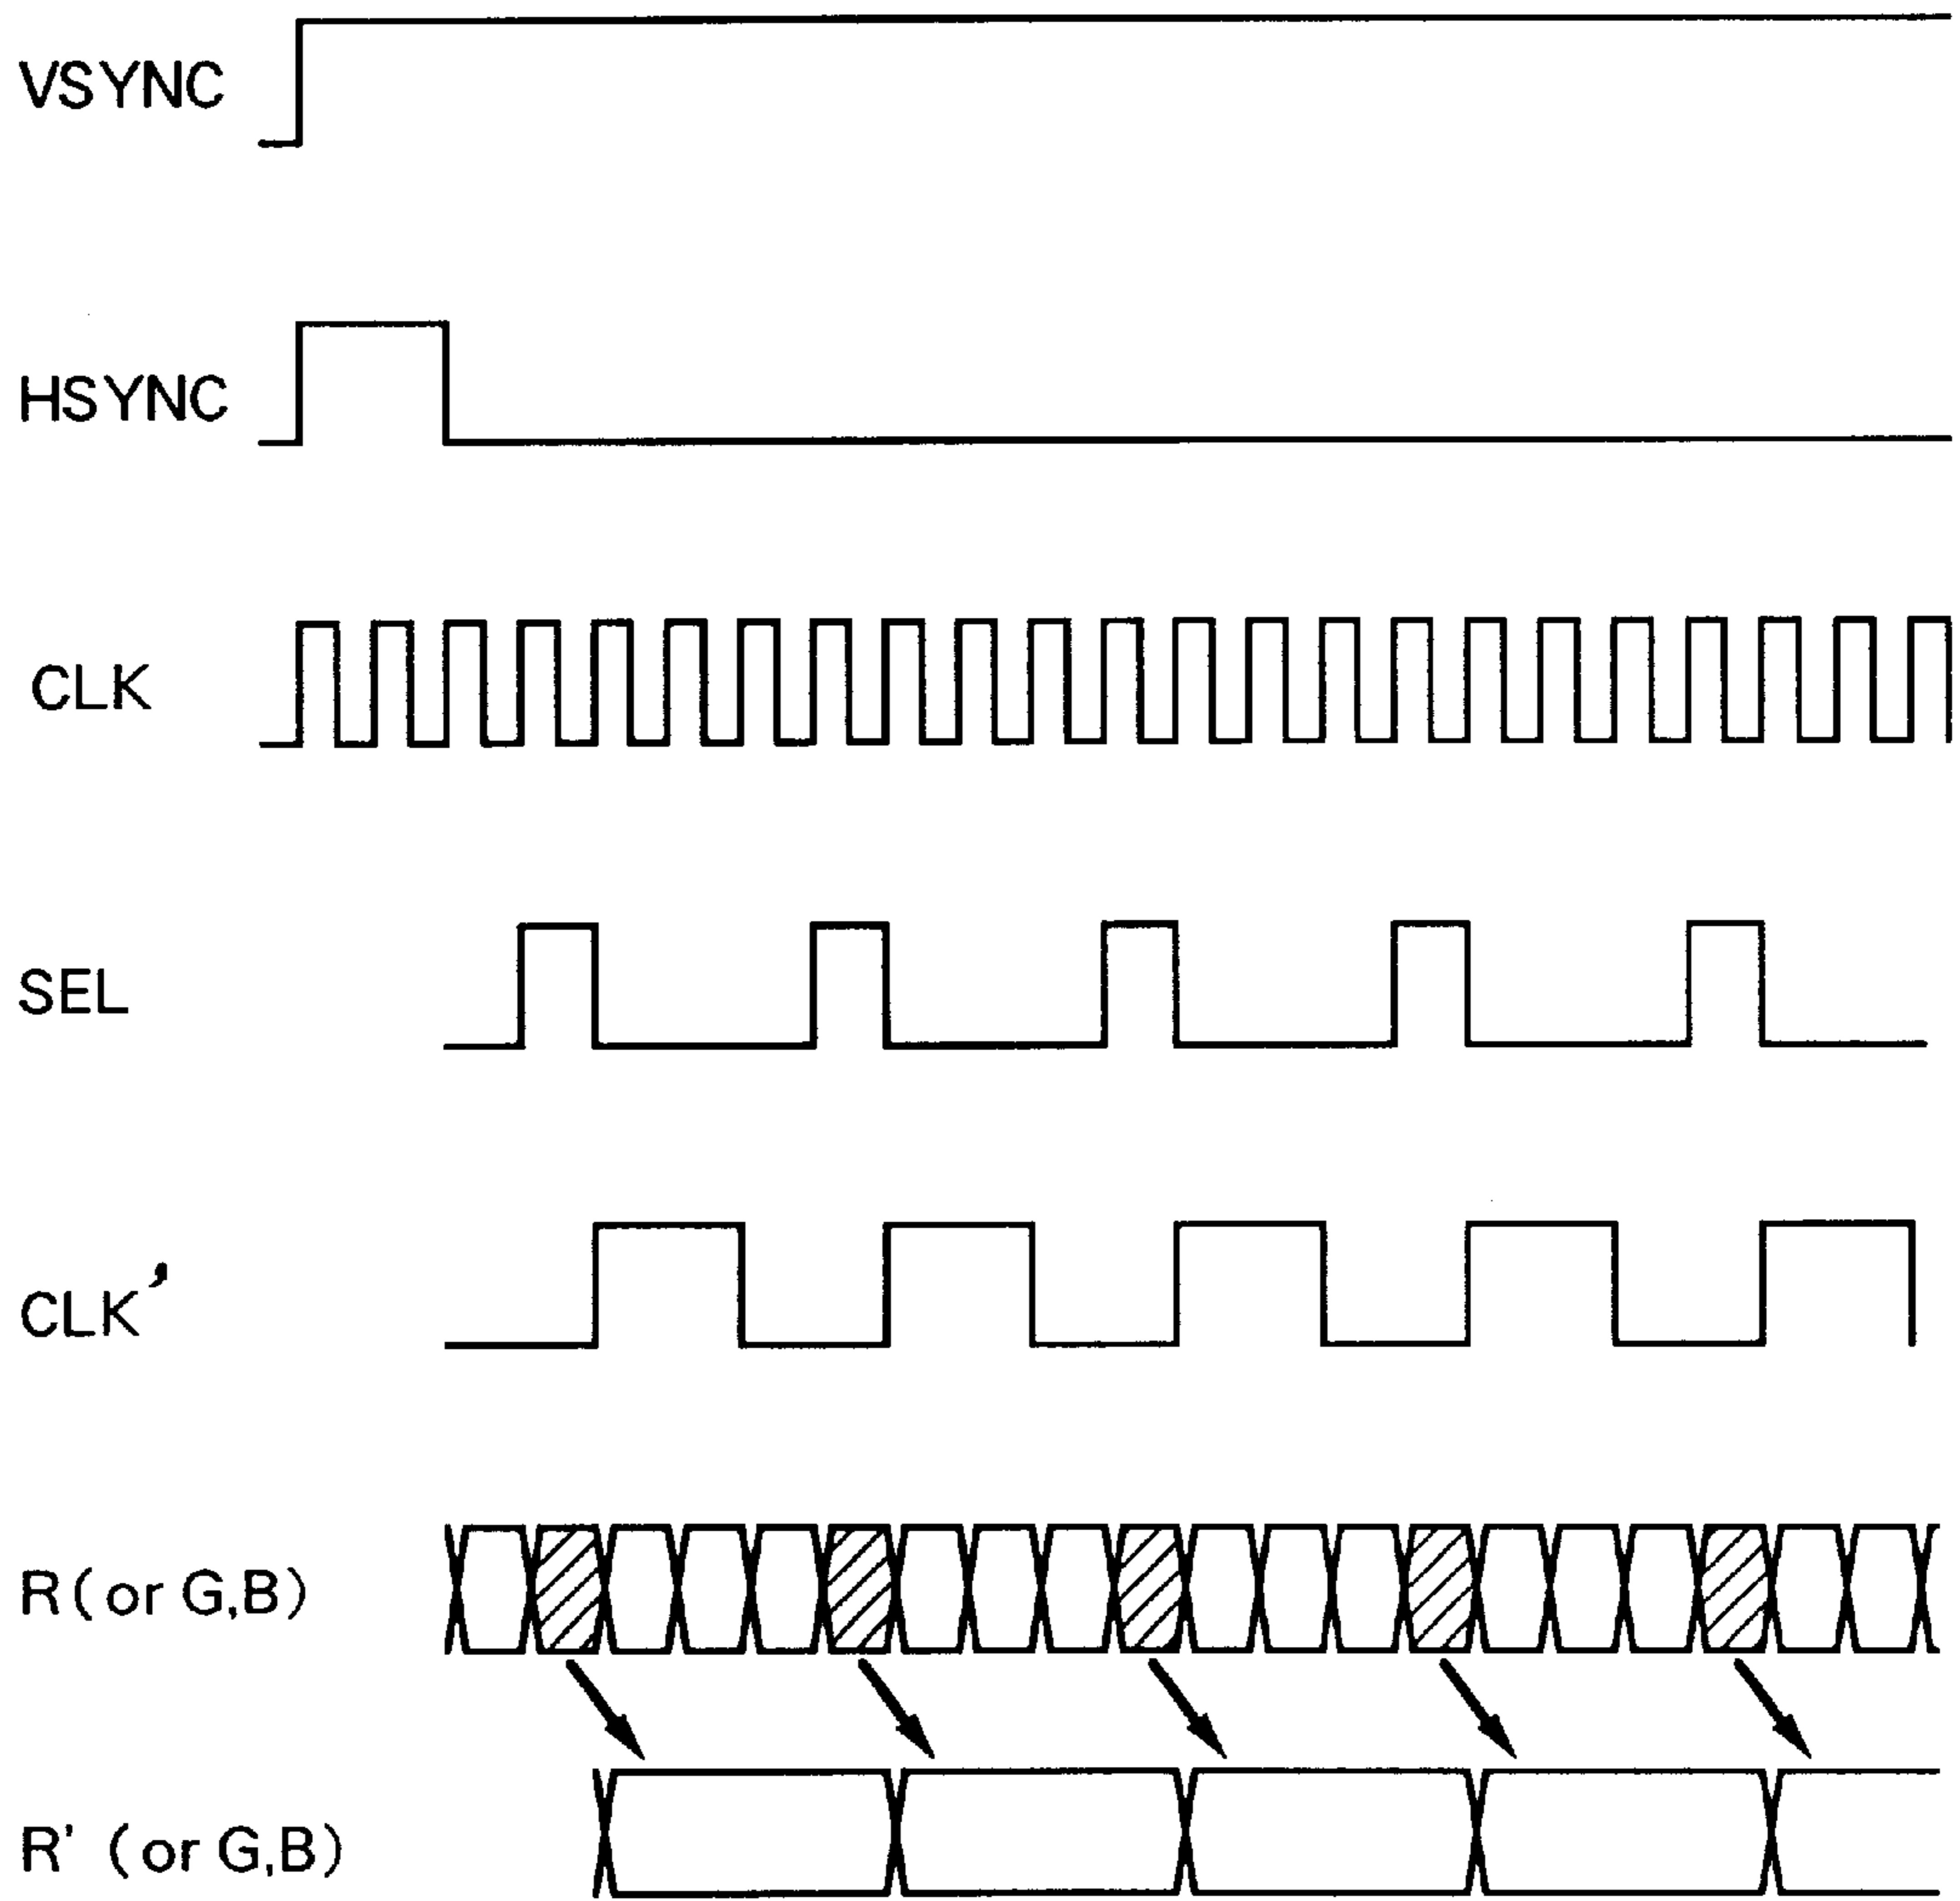 VSYNC
HSYNC
CLK
SEL
CLK'
R(or G,B)
R' (or G,B)